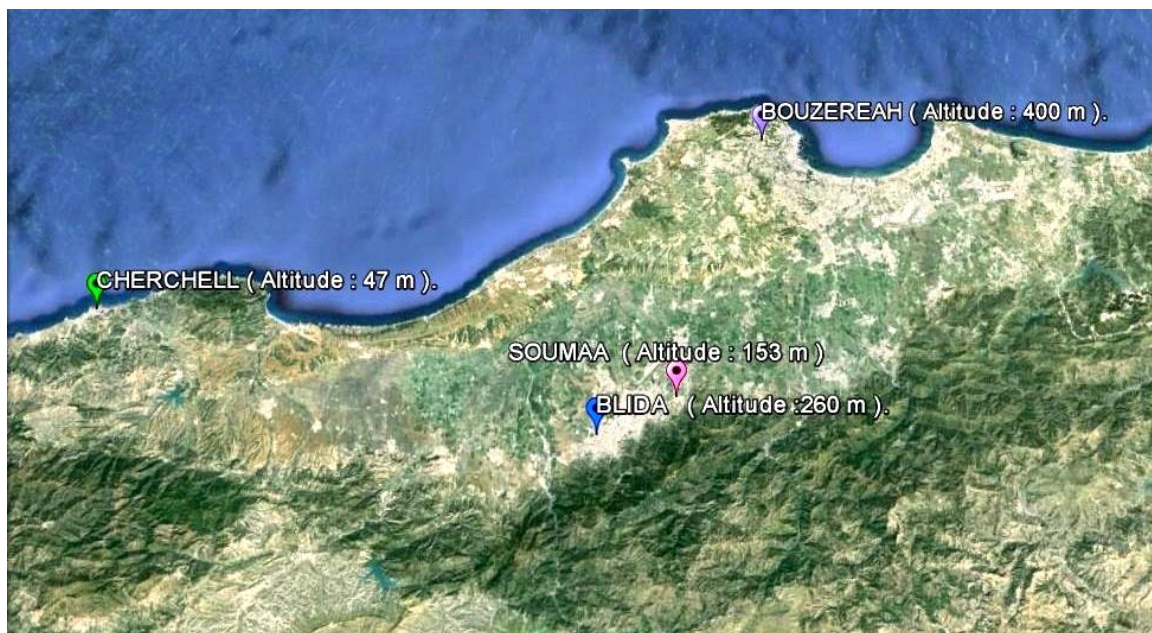 BOUZEREAH ( Altitude : 400 m ).
CHERCHELL ( Altitude : 47 m ).
SOUMAA ( Altitude : 153 m )
BLIDA ( Altitude :260 m ).